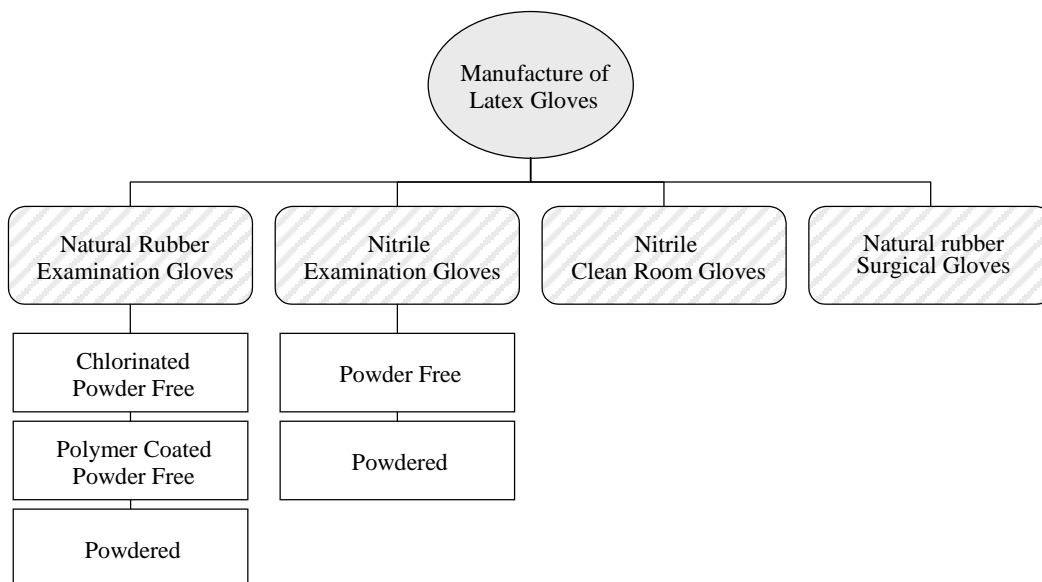 Manufacture of
Latex Gloves
Natural Rubber
Examination Gloves
Nitrile
Examination Gloves
Nitrile
Clean Room Gloves
Natural rubber
Surgical Gloves
Chlorinated
Powder Free
Polymer Coated
Powder Free
Powdered
Powder Free
Powdered